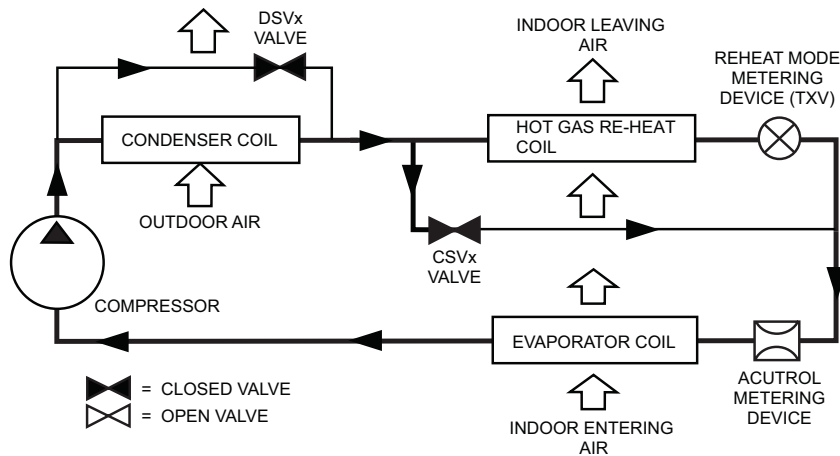 DSVx
VALVE
INDOOR LEAVING
AIR
REHEAT MODE
METERING
DEVICE (TXV)
CONDENSER COIL
HOT GAS RE-HEAT
COIL
OUTDOOR AIR
CSVx
VALVE
COMPRESSOR
EVAPORATOR COIL
ACUTROL
METERING
DEVICE
= CLOSED VALVE
= OPEN VALVE
INDOOR ENTERING
AIR